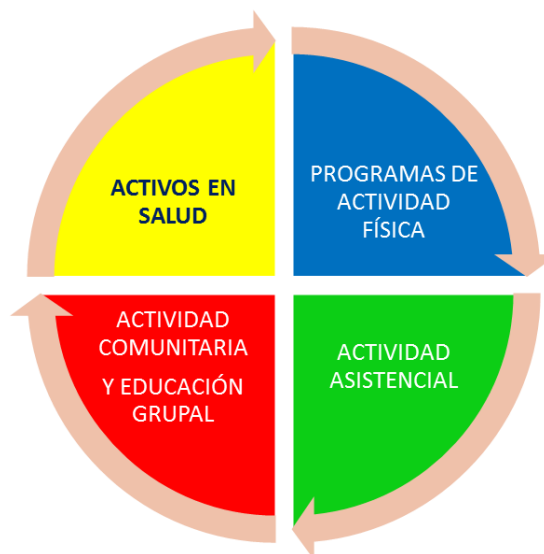 ACTIVOS EN
SALUD
PROGRAMAS DE
ACTIVIDAD
FÍSICA
ACTIVIDAD
COMUNITARIA
Y EDUCACIÓN
GRUPAL
ACTIVIDAD
ASISTENCIAL